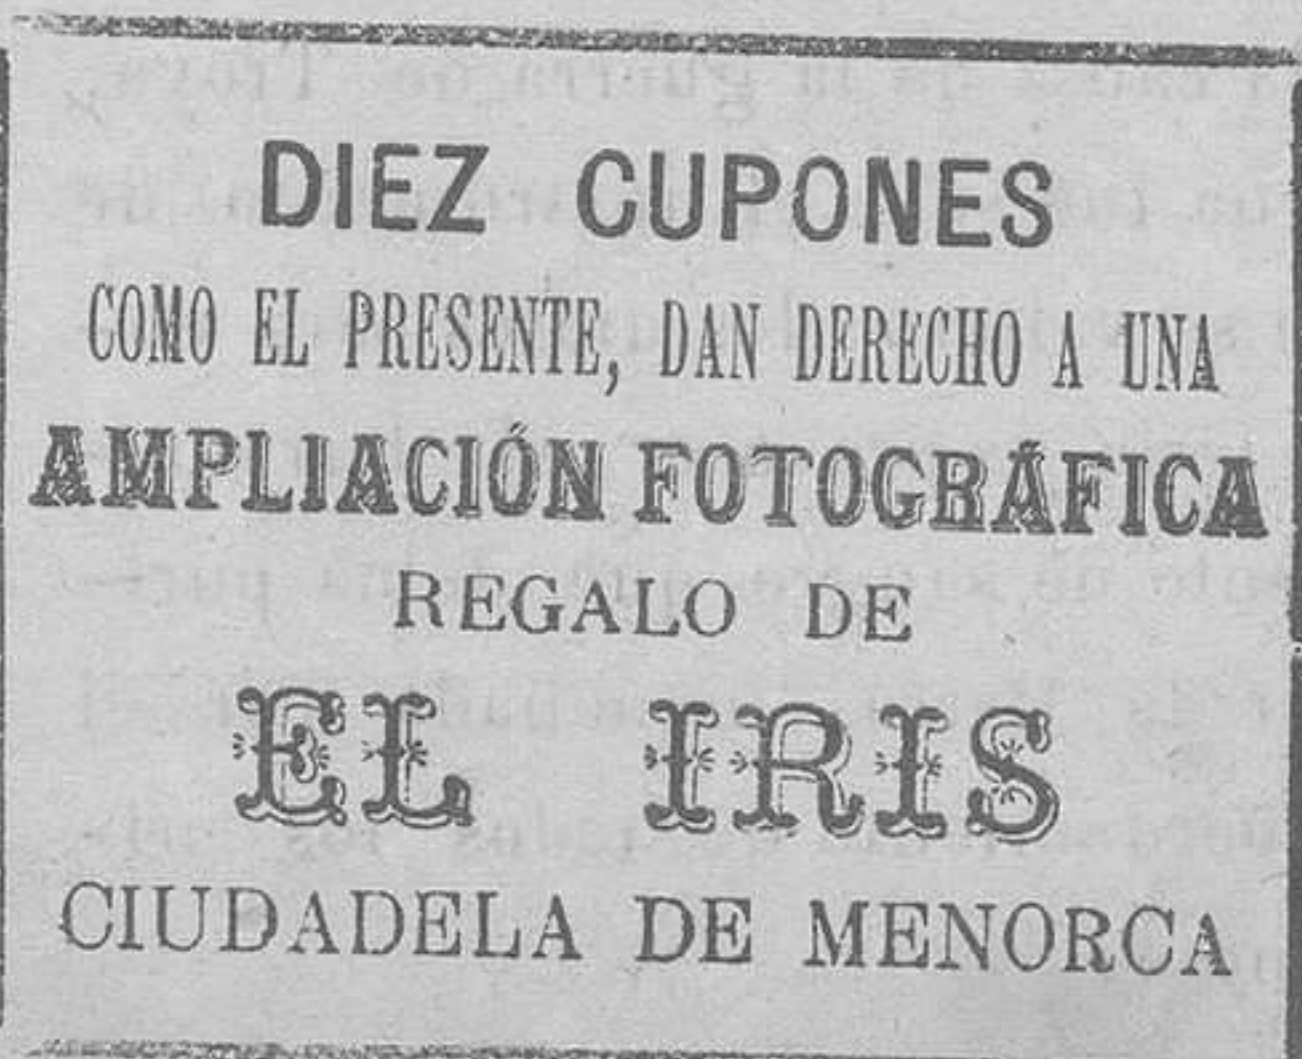 DIEZ CUPONES
COMO EL PRESENTE, DAN DERECHO A UNA
AMPLIACIÓN FOTOGRÁFICA
REGALO DE
EL IRIS
CIUDADELA DE MENORCA